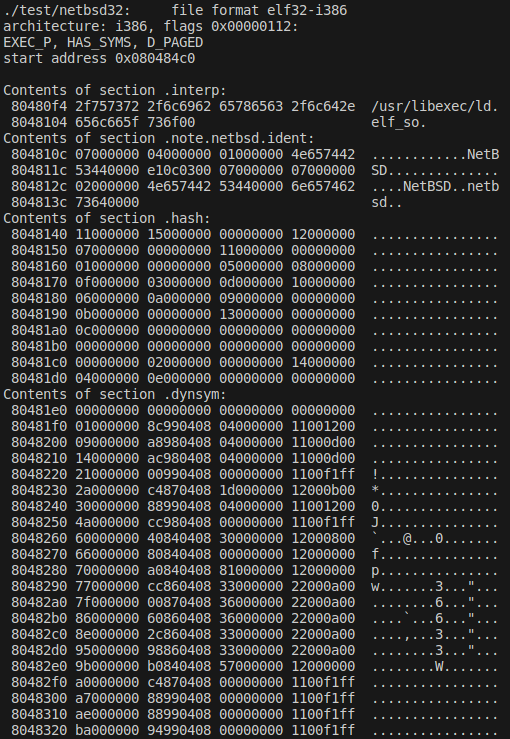 ./test/netbsd32:     file format elf32-i386
architecture: i386, flags 0x00000112:
EXEC_P, HAS_SYMS, D_PAGED
start address 0x080484c0

Contents of section .interp:
 80480f4 2f757372 2f6c6962 65786563 2f6c642e  /usr/libexec/ld.
 8048104 656c665f 736f00                      elf_so.
Contents of section .note.netbsd.ident:
 804810c 07000000 04000000 01000000 4e657442  ............NetB
 804811c 53440000 e10c0300 07000000 07000000  SD..............
 804812c 02000000 4e657442 53440000 6e657462  ....NetBSD..netb
 804813c 73640000                             sd..
Contents of section .hash:
 8048140 11000000 15000000 00000000 12000000  ................
 8048150 07000000 00000000 11000000 00000000  ................
 8048160 01000000 00000000 05000000 08000000  ................
 8048170 0f000000 03000000 0d000000 10000000  ................
 8048180 06000000 0a000000 09000000 00000000  ................
 8048190 0b000000 00000000 13000000 00000000  ................
 80481a0 0c000000 00000000 00000000 00000000  ................
 80481b0 00000000 00000000 00000000 00000000  ................
 80481c0 00000000 02000000 00000000 14000000  ................
 80481d0 04000000 0e000000 00000000 00000000  ................
Contents of section .dynsym:
 80481e0 00000000 00000000 00000000 00000000  ................
 80481f0 01000000 8c990408 04000000 11001200  ................
 8048200 09000000 a8980408 04000000 11000d00  ................
 8048210 14000000 ac980408 04000000 11000d00  ................
 8048220 21000000 00990408 00000000 1100f1ff  !...............
 8048230 2a000000 c4870408 1d000000 12000b00  *...............
 8048240 30000000 88990408 04000000 11001200  0...............
 8048250 4a000000 cc980408 00000000 1100f1ff  J...............
 8048260 60000000 40840408 30000000 12000800  `...@...0.......
 8048270 66000000 80840408 00000000 12000000  f...............
 8048280 70000000 a0840408 81000000 12000000  p...............
 8048290 77000000 cc860408 33000000 22000a00  w.......3..."...
 80482a0 7f000000 00870408 36000000 22000a00  ........6..."...
 80482b0 86000000 60860408 36000000 22000a00  ....`...6..."...
 80482c0 8e000000 2c860408 33000000 22000a00  ....,...3..."...
 80482d0 95000000 98860408 33000000 22000a00  ........3..."...
 80482e0 9b000000 b0840408 57000000 12000000  ........W.......
 80482f0 a0000000 c4870408 00000000 1100f1ff  ................
 8048300 a7000000 88990408 00000000 1100f1ff  ................
 8048310 ae000000 88990408 00000000 1100f1ff  ................
 8048320 ba000000 94990408 00000000 1100f1ff  ................